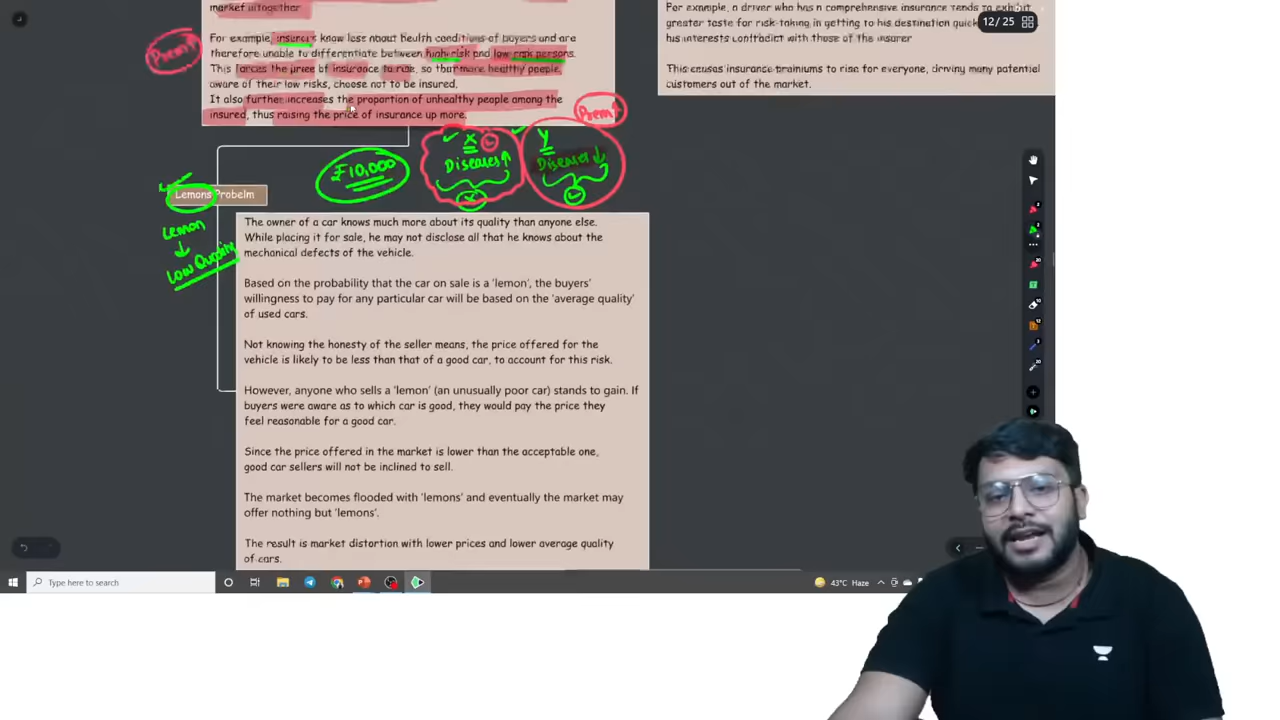 market altogether
For example, insurers know less about health conditions of buyers and are
therefore unable to differentiate between high-risk and low-risk persons.
This forces the price of insurance to rise, so that more healthy people,
aware of their low risks, choose not to be insured.
It also further increases the proportion of unhealthy people among the
insured, thus raising the price of insurance up more.
Prem↑
For example, a driver who has a comprehensive insurance tends to exhibit
greater taste for risk-taking in getting to his destination
his interests
with those of the insurer
This causes insurance
to rise for everyone, driving many potential
customers out of the market.
12 / 25
Prem↑
₹10,000
X
Diseases↑
Y
Diseases↓
Lemons Probelm
Lemon
↓
Low Quality
The owner of a car knows much more about its quality than anyone else.
While placing it for sale, he may not disclose all that he knows about the
mechanical defects of the vehicle.
Based on the probability that the car on sale is a 'lemon', the buyers'
willingness to pay for any particular car will be based on the 'average quality'
of used cars.
Not knowing the honesty of the seller means, the price offered for the
vehicle is likely to be less than that of a good car, to account for this risk.
However, anyone who sells a 'lemon' (an unusually poor car) stands to gain. If
buyers were aware as to which car is good, they would pay the price they
feel reasonable for a good car.
Since the price offered in the market is lower than the acceptable one,
good car sellers will not be inclined to sell.
The market becomes flooded with 'lemons' and eventually the market may
offer nothing but 'lemons'.
The result is market distortion with lower prices and lower average quality
of cars.
Type here to search
43°C Haze